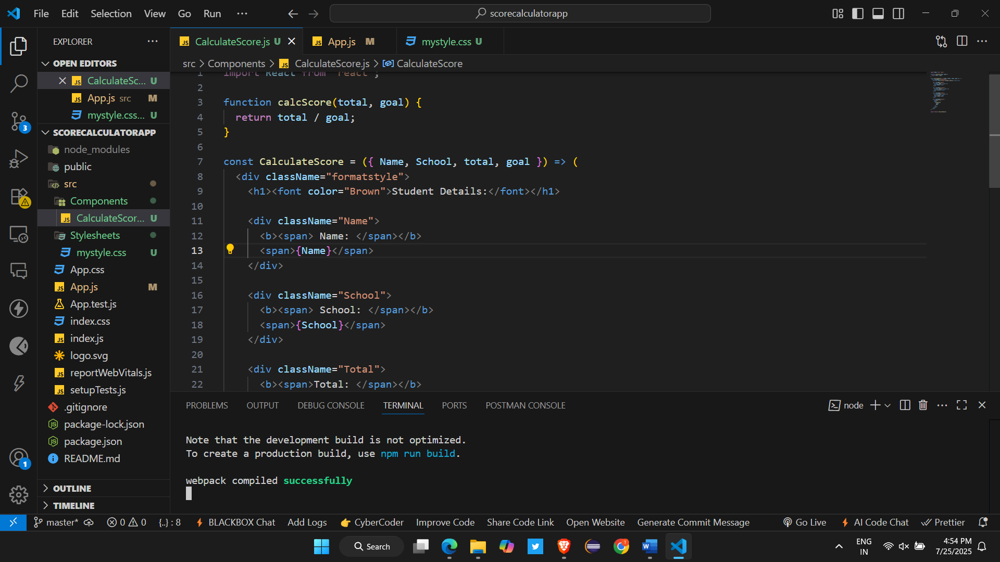 File Edit Selection View Go Run ··· scorecalculatorapp
EXPLORER
OPEN EDITORS
CalculateSc... U
App.js src M
mystyle.css... U
SCORECALCULATORAPP
node_modules
public
src
Components
CalculateScor... U
Stylesheets
mystyle.css U
App.css
App.js M
App.test.js
index.css
index.js
logo.svg
reportWebVitals.js
setupTests.js
.gitignore
package-lock.json
package.json
README.md
OUTLINE
TIMELINE
3
1
CalculateScore.js U App.js M mystyle.css U
src > Components > CalculateScore.js > CalculateScore
1 import React from 'react';
2
3 function calcScore(total, goal) {
4 return total / goal;
5 }
6
7 const CalculateScore = ({ Name, School, total, goal }) => (
8 <div className="formatstyle">
9 <h1><font color="Brown">Student Details:</font></h1>
10
11 <div className="Name">
12 <b><span> Name: </span></b>
13 <span>{Name}</span>
14 </div>
15
16 <div className="School">
17 <b><span> School: </span></b>
18 <span>{School}</span>
19 </div>
20
21 <div className="Total">
22 <b><span>Total: </span></b>
PROBLEMS OUTPUT DEBUG CONSOLE TERMINAL PORTS POSTMAN CONSOLE node
Note that the development build is not optimized.
To create a production build, use npm run build.
webpack compiled successfully
master* 0 0 {..} : 8 BLACKBOX Chat Add Logs CyberCoder Improve Code Share Code Link Open Website Generate Commit Message Go Live AI Code Chat Prettier
Search
ENG
IN
4:54 PM
7/25/2025